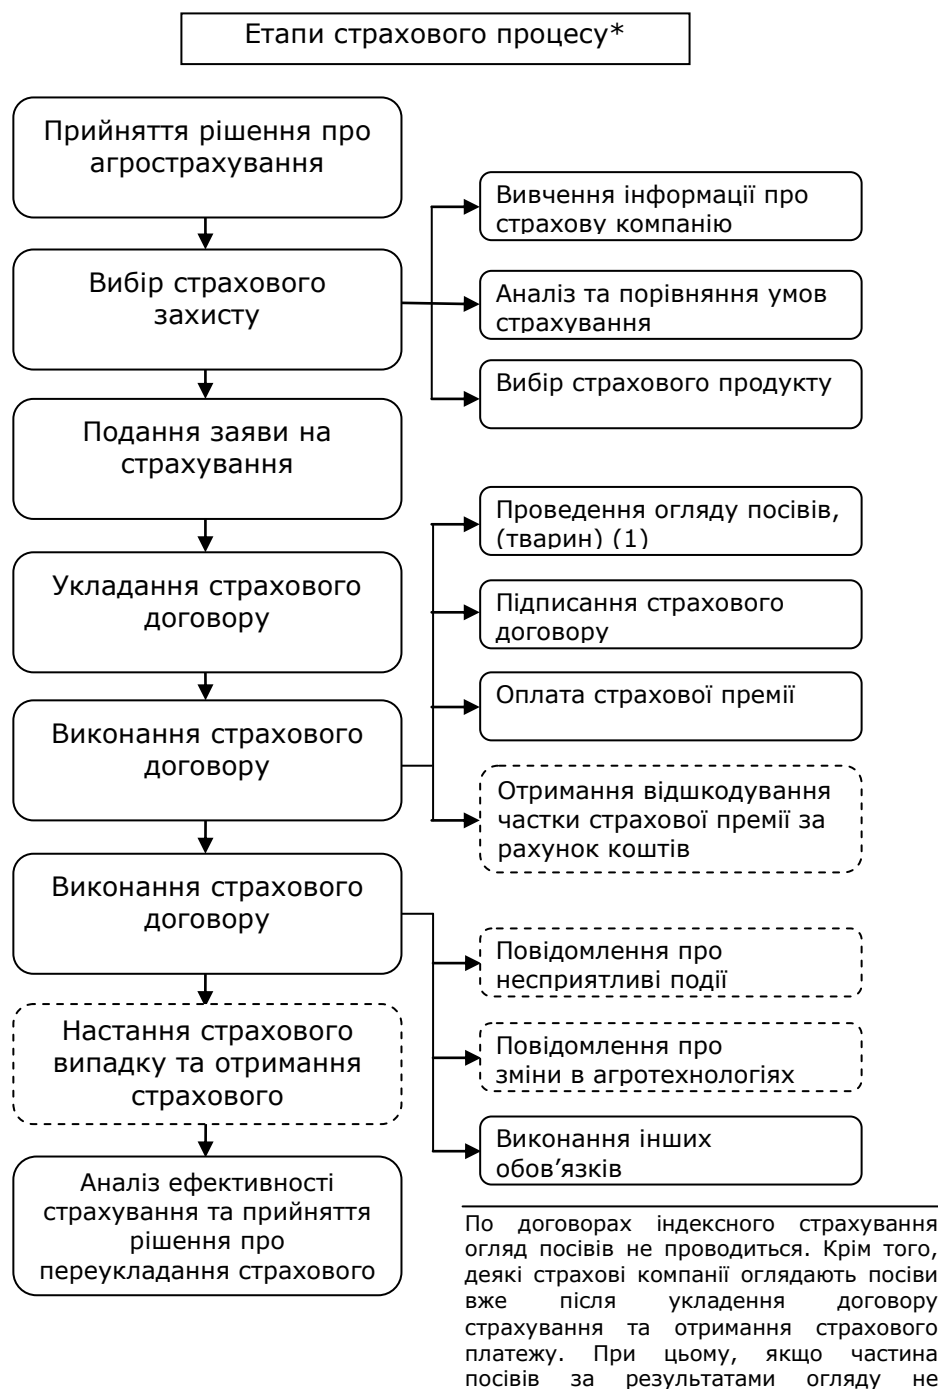 Етапи страхового процесу*
Прийняття рішення про
агрострахування
Вибір страхового
захисту
Вивчення інформації про
страхову компанію
Аналіз та порівняння умов
страхування
Вибір страхового продукту
Подання заяви на
страхування
Укладання страхового
договору
Виконання страхового
договору
Проведення огляду посівів,
(тварин) (1)
Підписання страхового
договору
Оплата страхової премії
Отримання відшкодування
частки страхової премії за
рахунок коштів
Виконання страхового
договору
Повідомлення про
несприятливі події
Повідомлення про
зміни в агротехнологіях
Виконання інших
обов’язків
Настання страхового
випадку та отримання
страхового
Аналіз ефективності
страхування та прийняття
рішення про
переукладання страхового
По договорах індексного страхування
огляд посівів не проводиться. Крім того,
деякі страхові компанії оглядають посіви
вже після укладення договору
страхування та отримання страхового
платежу. При цьому, якщо частина
посівів за результатами огляду не